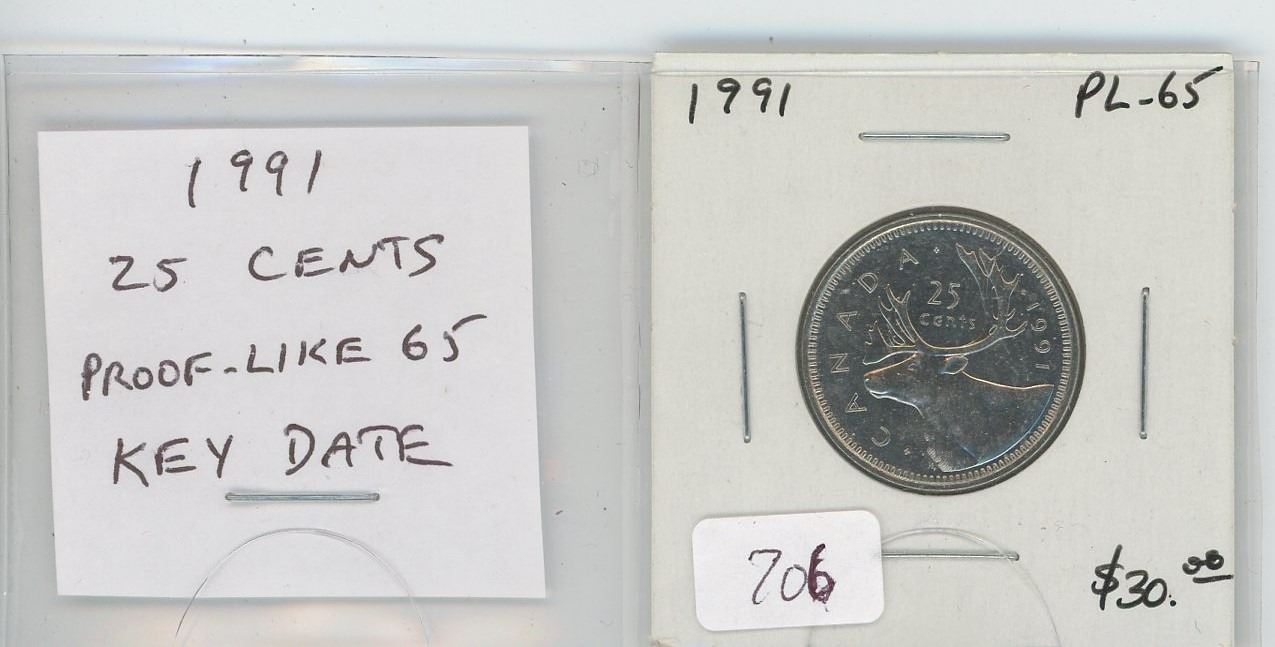 1991
25 CENTS
PROOF-LIKE 65
KEY DATE
1991 PL-65
CANADA 1991
25
cents
706
$30.00